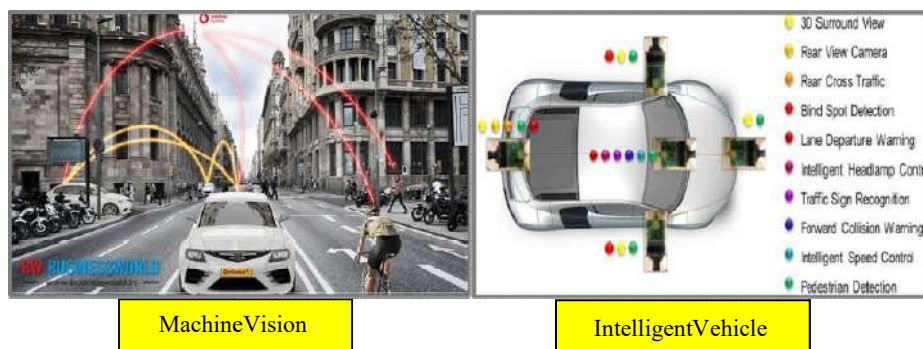 BW BUSINESSWORLD
3D Surround View
Rear View Camera
Rear Cross Traffic
Blind Spot Detection
Lane Departure Warning
Intelligent Headlamp Contr
Traffic Sign Recognition
Forward Collision Warning
Intelligent Speed Control
Pedestrian Detection
MachineVision
IntelligentVehicle